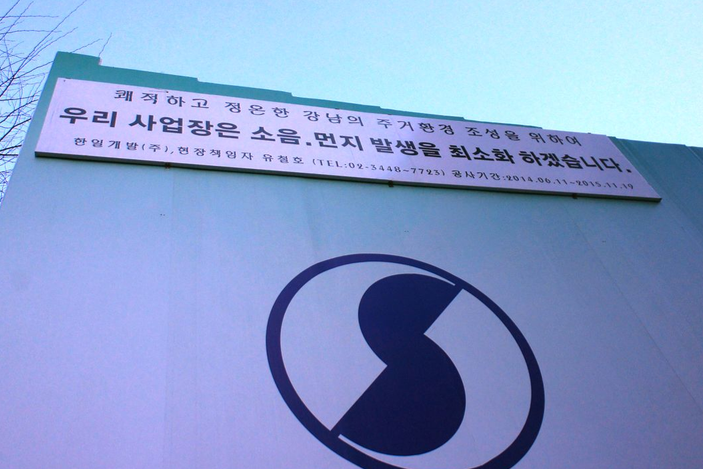 쾌적하고 정온한 강남의 주거환경 조성을 위하여
우리 사업장은 소음.먼지 발생을 최소화 하겠습니다.
한일개발(주),현장책임자 유철호 (TEL:02-3448~7723) 공사기간:2014.06.11~2015.11.19